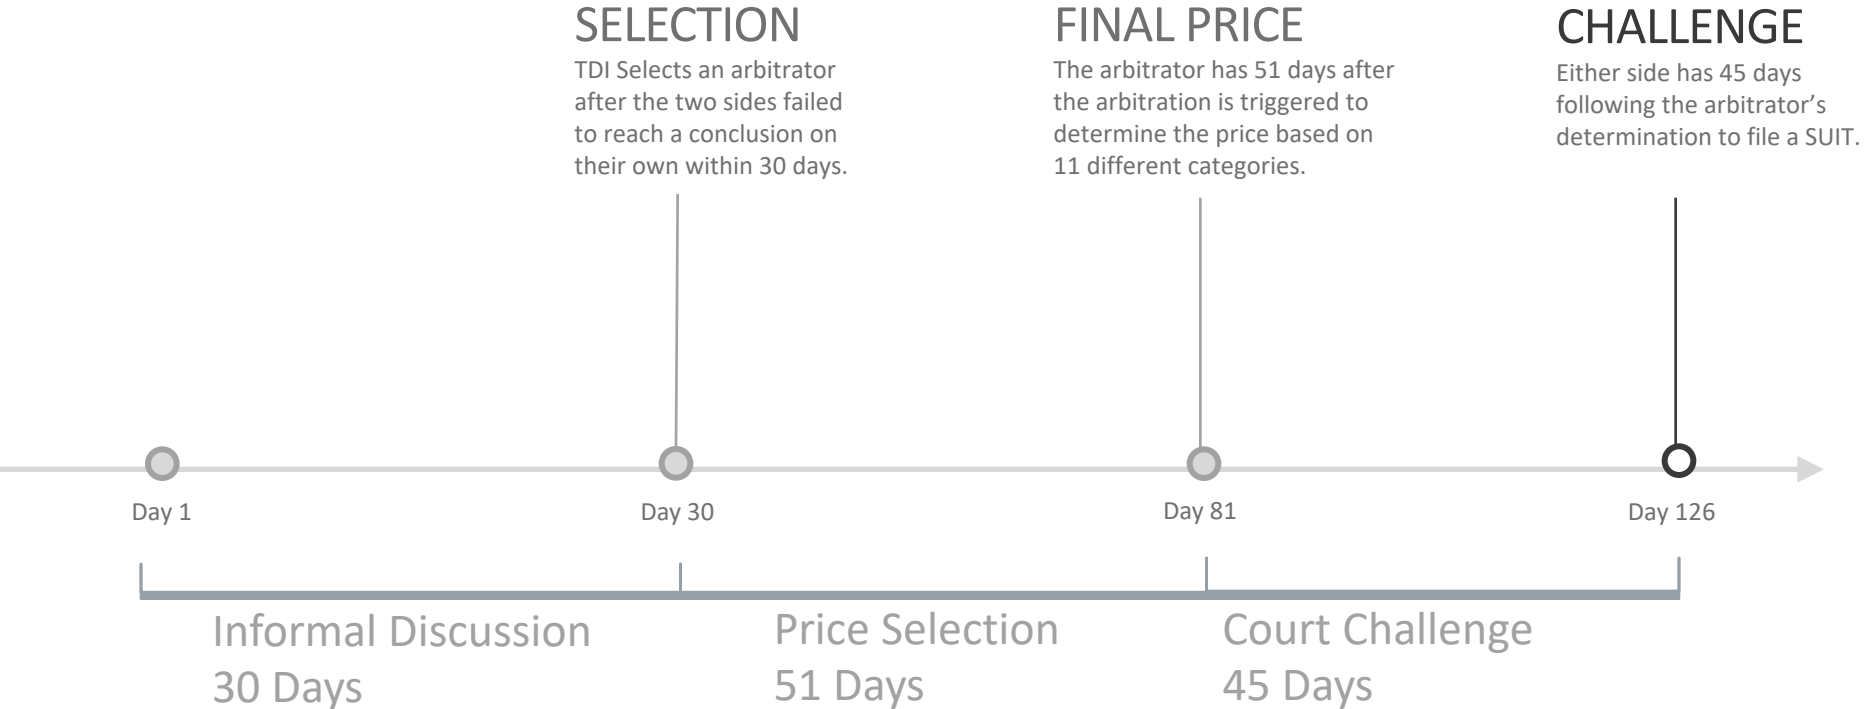 SELECTION
TDI Selects an arbitrator
after the two sides failed
to reach a conclusion on
their own within 30 days.
FINAL PRICE
The arbitrator has 51 days after
the arbitration is triggered to
determine the price based on
11 different categories.
CHALLENGE
Either side has 45 days
following the arbitrator’s
determination to file a SUIT.
Day 1
Day 30
Day 81
Day 126
Informal Discussion
30 Days
Price Selection
51 Days
Court Challenge
45 Days